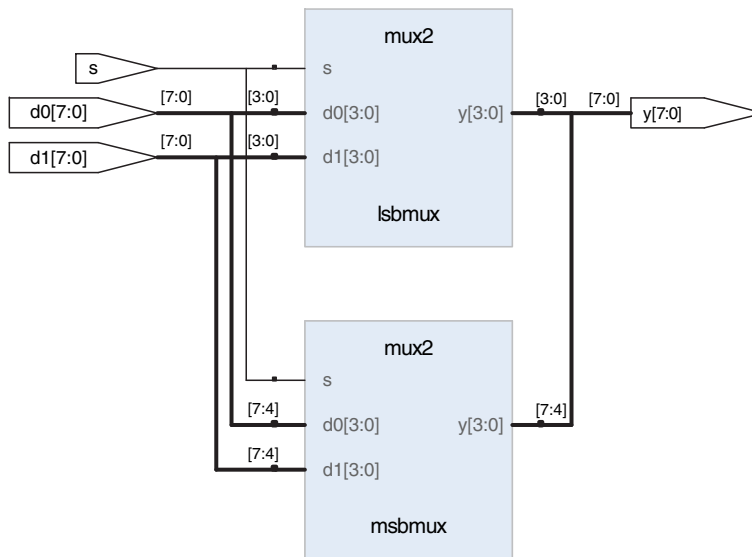 mux2
s
s
[7:0]
[3:0]
[3:0]
[7:0]
d0[7:0]
d0[3:0]
y[3:0]
y[7:0]
[7:0]
[3:0]
d1[7:0]
d1[3:0]
lsbmux
mux2
s
[7:4]
[7:4]
d0[3:0]
y[3:0]
[7:4]
d1[3:0]
msbmux